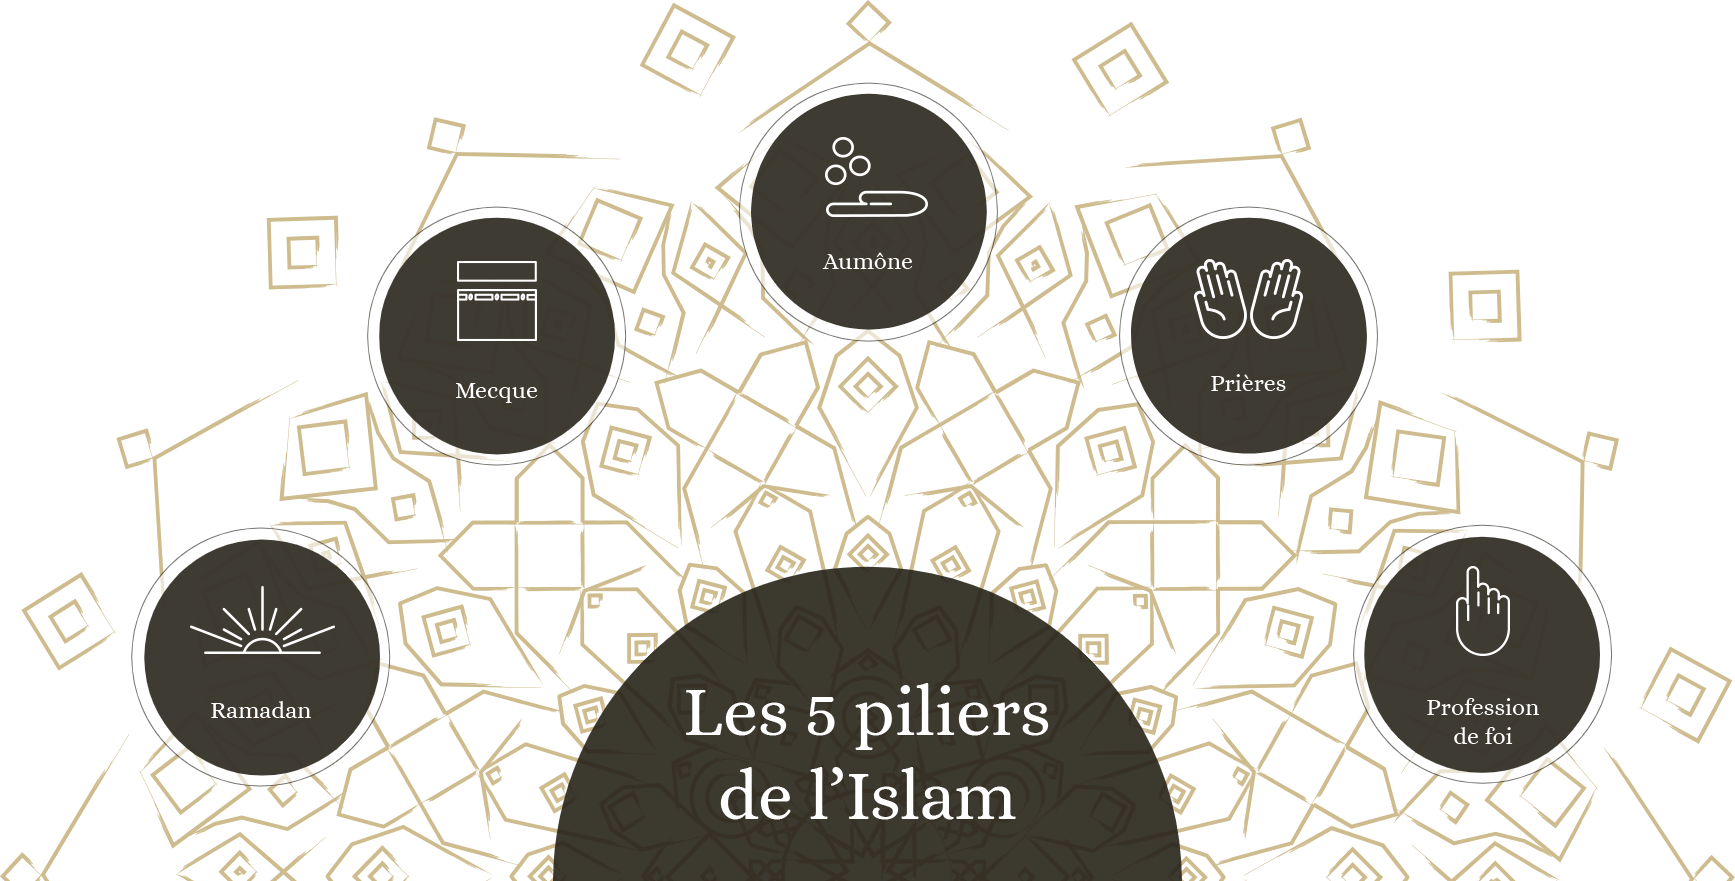 Aumône
Mecque
Prières
Ramadan
Profession
de foi
Les 5 piliers
de l’Islam